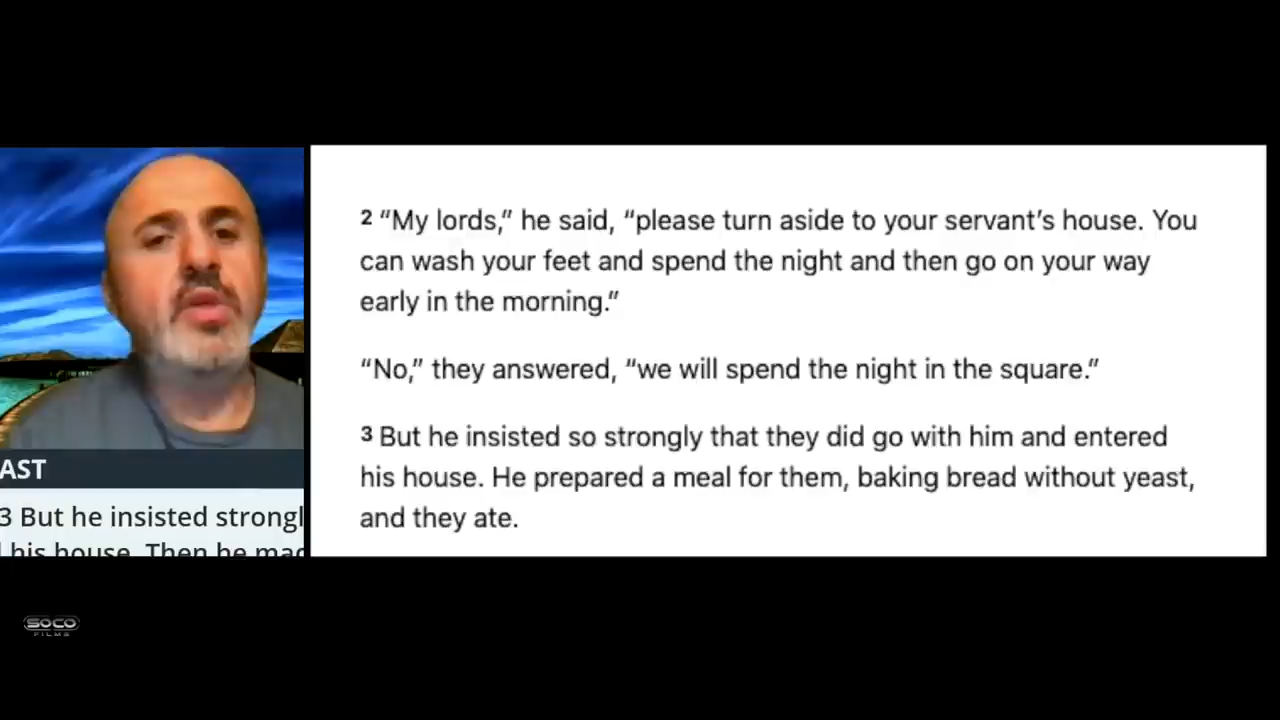 2 “My lords,” he said, “please turn aside to your servant’s house. You
can wash your feet and spend the night and then go on your way
early in the morning.”
“No,” they answered, “we will spend the night in the square.”
3 But he insisted so strongly that they did go with him and entered
his house. He prepared a meal for them, baking bread without yeast,
and they ate.
AST
3 But he insisted strongl
his house. Then he mad
SOCO
FILMS